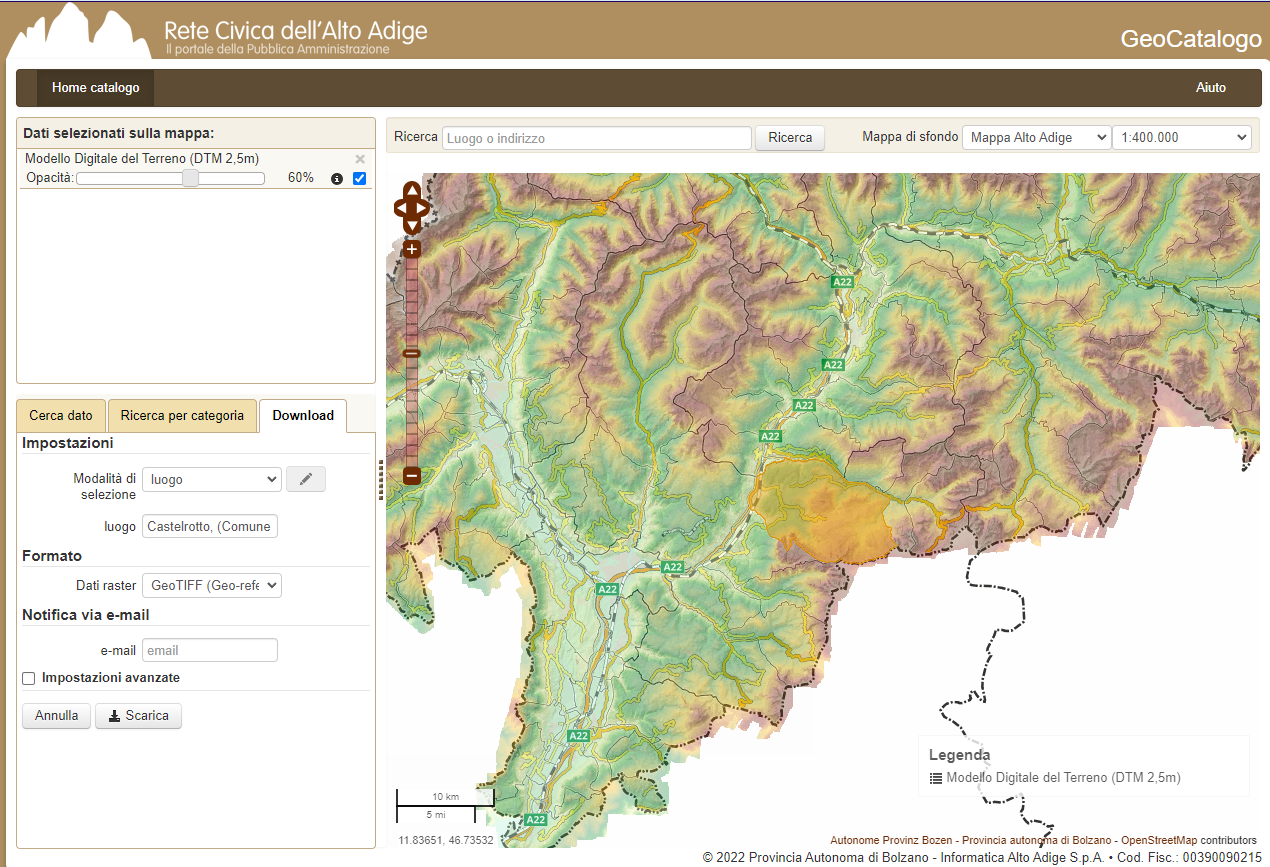 Rete Civica dell'Alto Adige
Il portale della Pubblica Amministrazione
GeoCatalogo
Home catalogo
Aiuto
Dati selezionati sulla mappa:
Modello Digitale del Terreno (DTM 2,5m)
Opacità: 60%
Cerca dato
Ricerca per categoria
Download
Impostazioni
Modalità di
selezione
luogo
luogo
Castelrotto, (Comune
Formato
Dati raster
GeoTIFF (Geo-refe
Notifica via e-mail
e-mail
email
Impostazioni avanzate
Annulla
Scarica
Ricerca
Luogo o indirizzo
Ricerca
Mappa di sfondo
Mappa Alto Adige
1:400.000
A22
A22
A22
A22
A22
A22
A22
A22
Legenda
Modello Digitale del Terreno (DTM 2,5m)
10 km
5 mi
11.83651, 46.73532
Autonome Provinz Bozen - Provincia autonoma di Bolzano - OpenStreetMap contributors
© 2022 Provincia Autonoma di Bolzano - Informatica Alto Adige S.p.A. • Cod. Fisc.: 00390090215